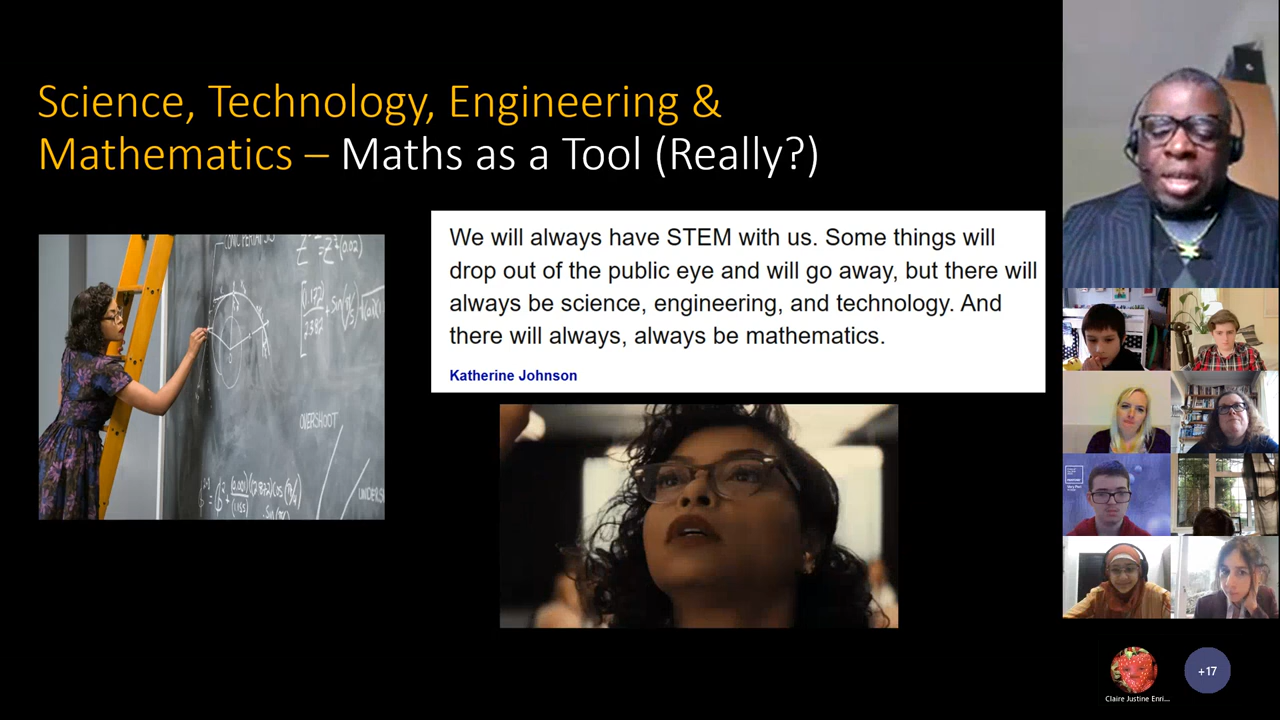 Science, Technology, Engineering &
Mathematics – Maths as a Tool (Really?)
We will always have STEM with us. Some things will
drop out of the public eye and will go away, but there will
always be science, engineering, and technology. And
there will always, always be mathematics.
Katherine Johnson
OVERSHOOT
UNDERS
+17
Claire Justine Enri...